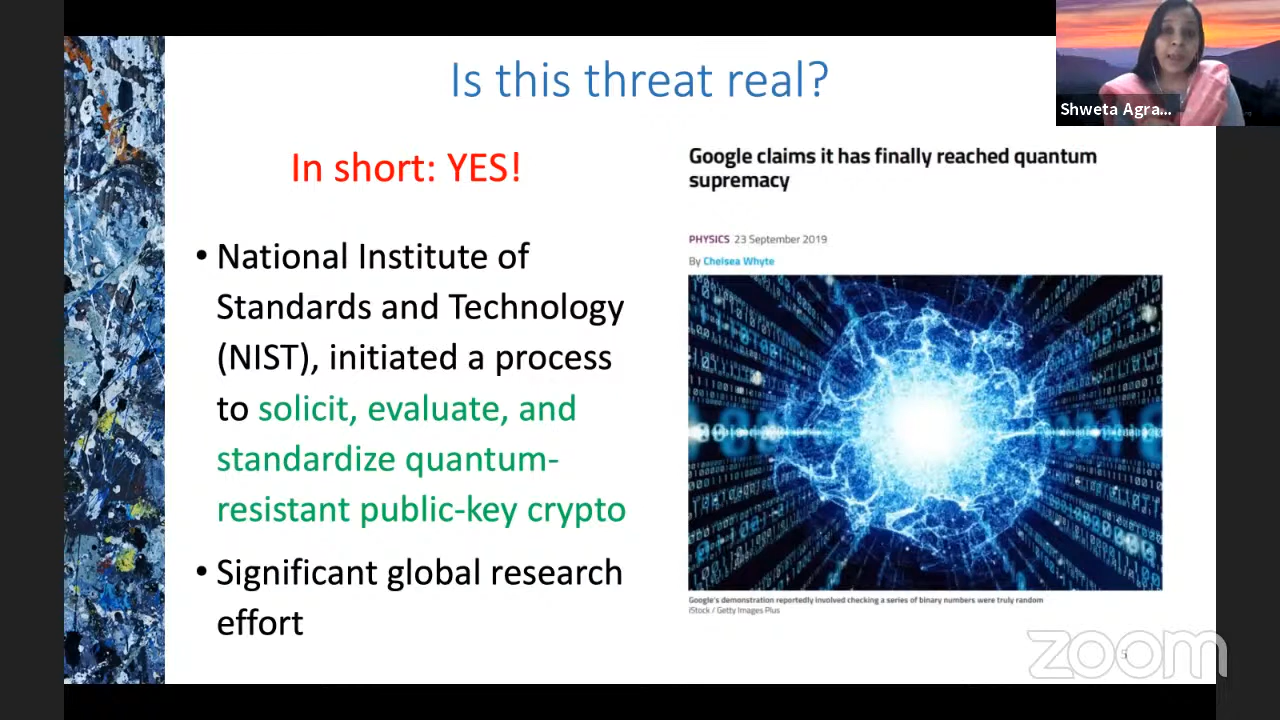 Is this threat real?
Shweta Agra...
In short: YES!
• National Institute of
Standards and Technology
(NIST), initiated a process
to solicit, evaluate, and
standardize quantum-
resistant public-key crypto
• Significant global research
effort
Google claims it has finally reached quantum
supremacy
PHYSICS 23 September 2019
By Chelsea Whyte
Google's demonstration reportedly involved checking a series of binary numbers were truly random
iStock / Getty Images Plus
zoom
5